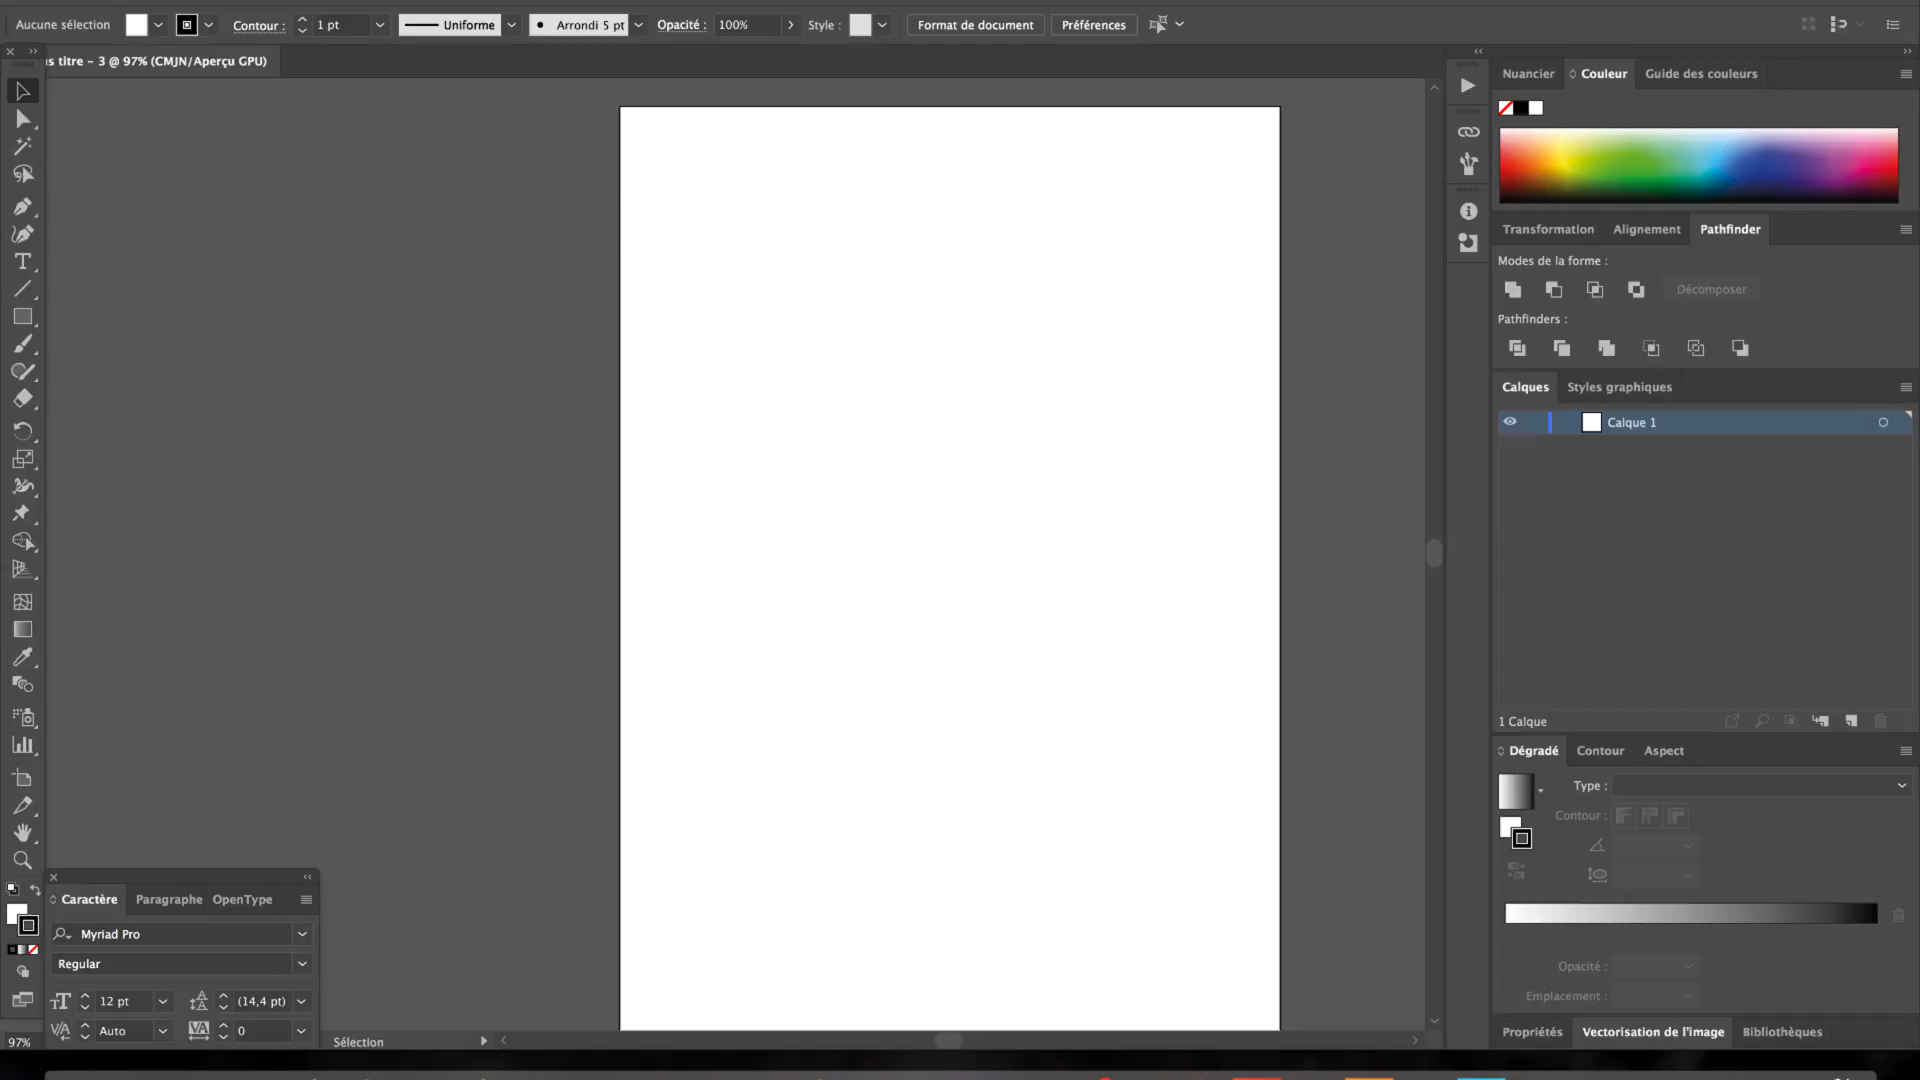 Aucune sélection Contour : 1 pt Uniforme Arrondi 5 pt Opacité : 100% Style : Format de document Préférences
us titre – 3 @ 97% (CMJN/Aperçu GPU)
Nuancier Couleur Guide des couleurs
Transformation Alignement Pathfinder
Modes de la forme :
Décomposer
Pathfinders :
Calques Styles graphiques
Calque 1
1 Calque
Dégradé Contour Aspect
Type :
Contour :
Opacité :
Emplacement :
Propriétés Vectorisation de l'image Bibliothèques
Caractère Paragraphe OpenType
Myriad Pro
Regular
12 pt (14,4 pt)
Auto 0
97% Sélection